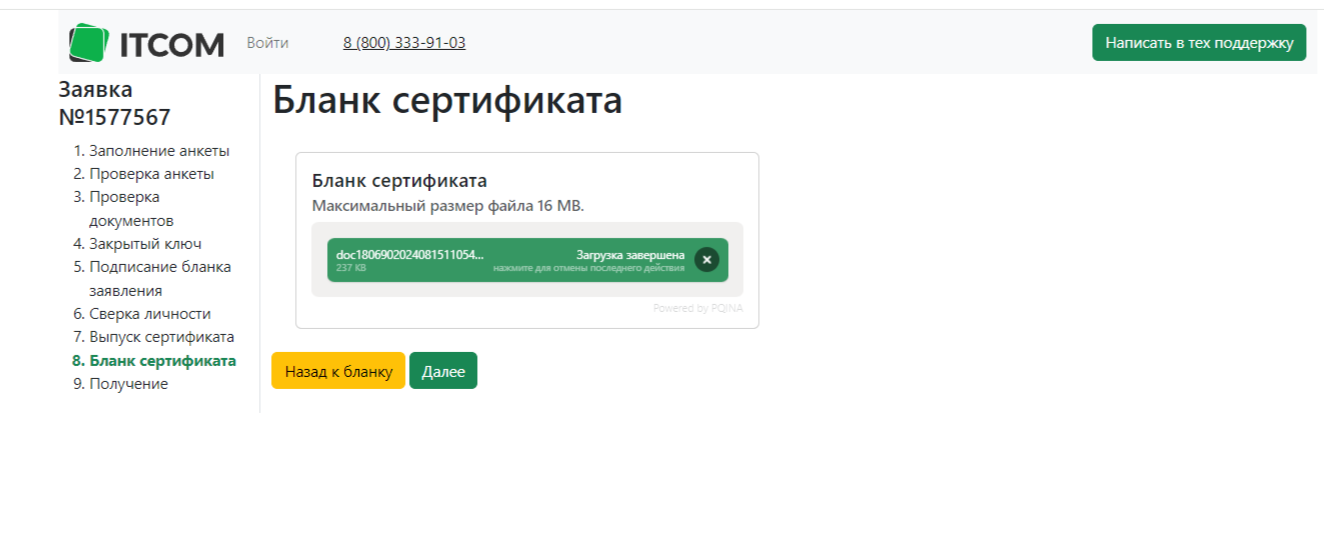 ITCOM
Войти
8 (800) 333-91-03
Написать в тех поддержку
Заявка
№1577567
1. Заполнение анкеты
2. Проверка анкеты
3. Проверка
документов
4. Закрытый ключ
5. Подписание бланка
заявления
6. Сверка личности
7. Выпуск сертификата
8. Бланк сертификата
9. Получение
Бланк сертификата
Бланк сертификата
Максимальный размер файла 16 MB.
doc1806902024081511054...
237 KB
Загрузка завершена
нажмите для отмены последнего действия
Powered by PQINA
Назад к бланку
Далее